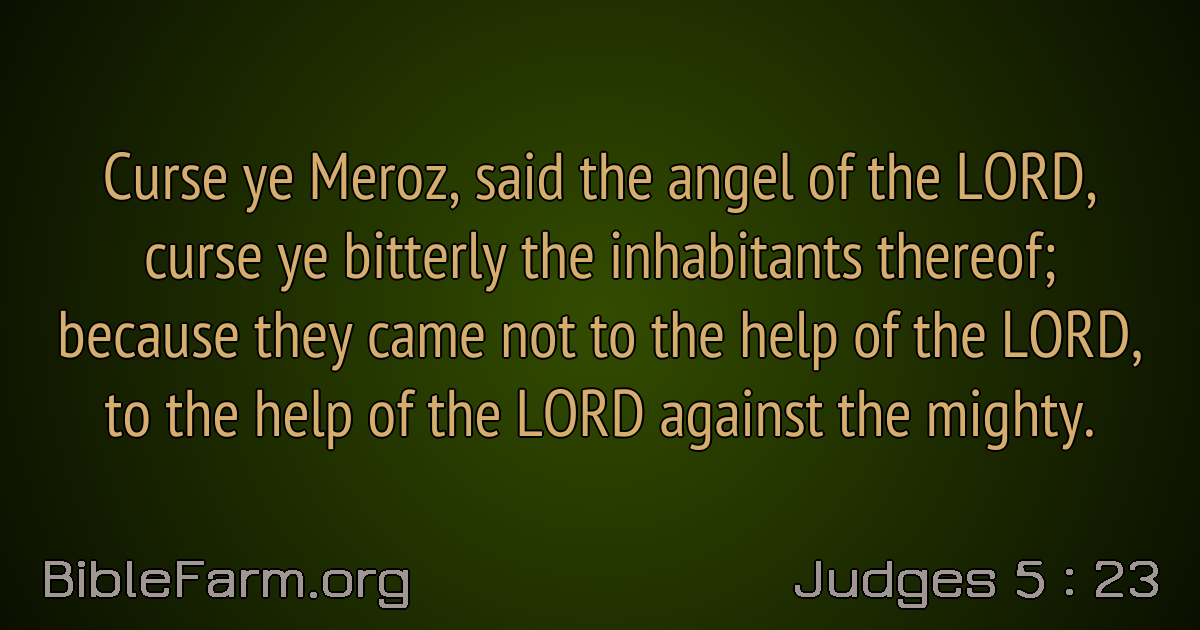 Curse ye Meroz, said the angel of the LORD,
curse ye bitterly the inhabitants thereof;
because they came not to the help of the LORD,
to the help of the LORD against the mighty.
BibleFarm.org
Judges 5 : 23